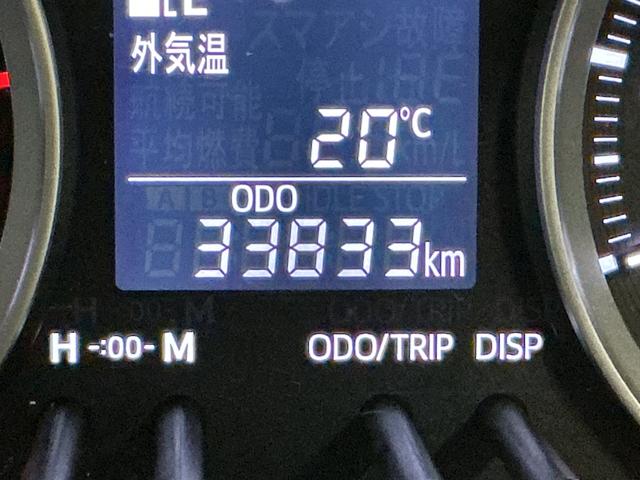 外気温
20℃
ODO
33833km
H -:00- M ODO/TRIP DISP